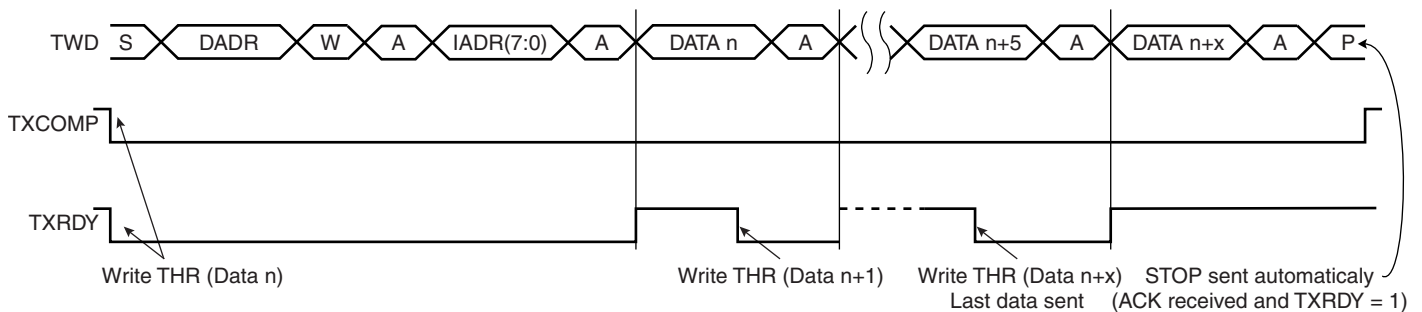 TWD S DADR W A IADR(7:0) A DATA n A DATA n+5 A DATA n+x A P
TXCOMP
TXRDY
Write THR (Data n) Write THR (Data n+1) Write THR (Data n+x) STOP sent automaticaly
Last data sent (ACK received and TXRDY = 1)